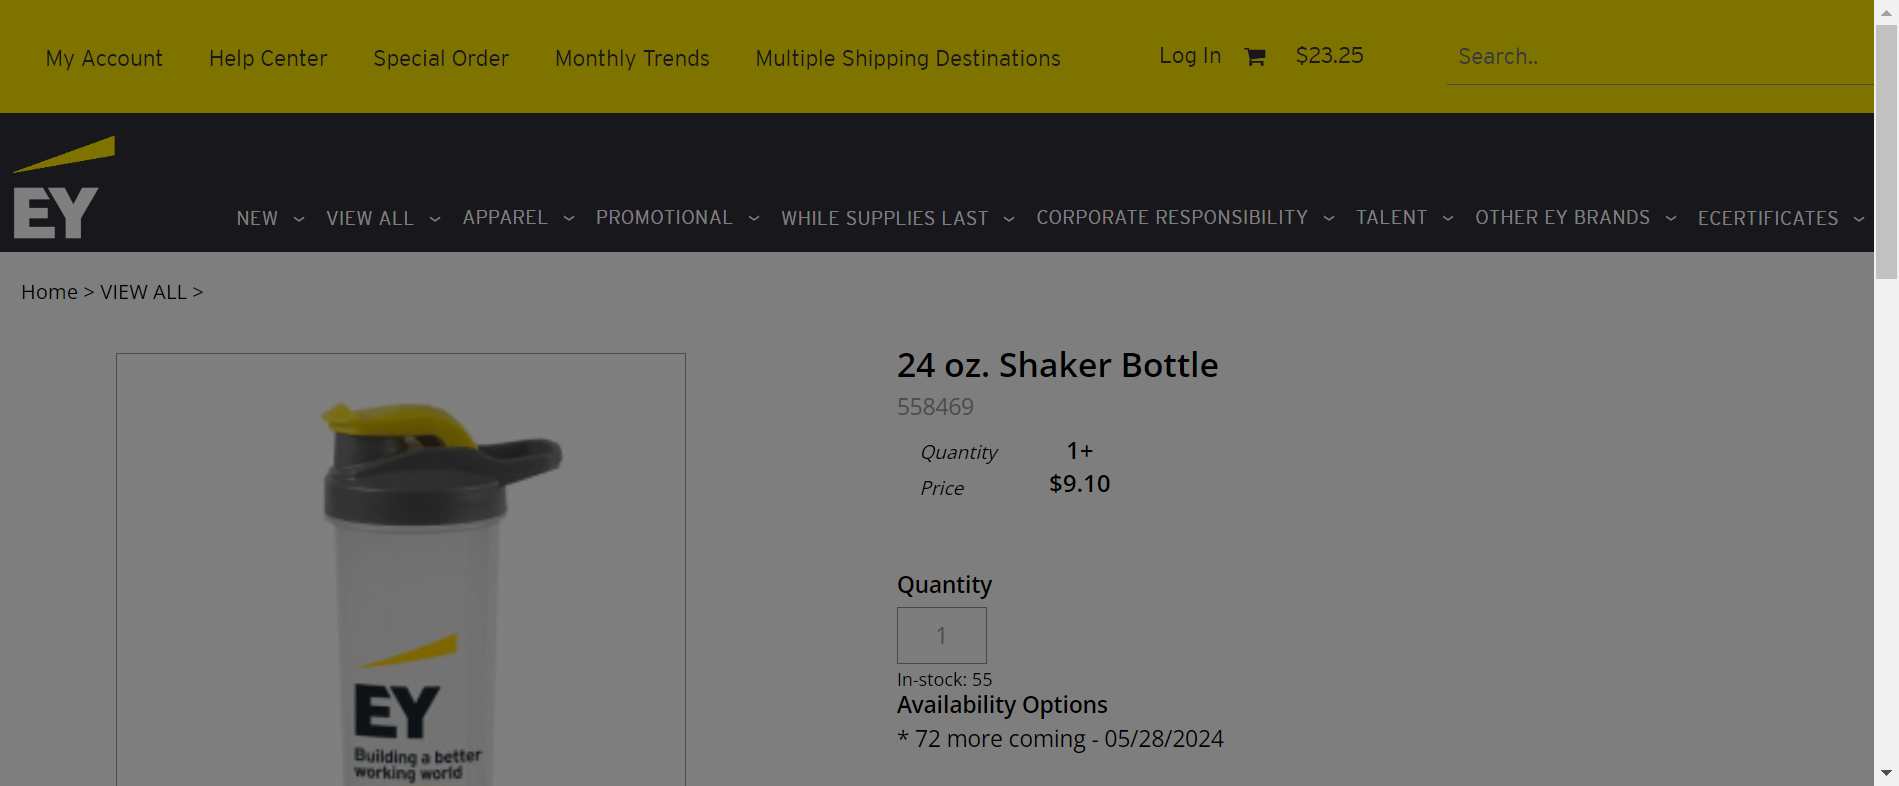 My Account Help Center Special Order Monthly Trends Multiple Shipping Destinations Log In $23.25 Search..
EY
NEW VIEW ALL APPAREL PROMOTIONAL WHILE SUPPLIES LAST CORPORATE RESPONSIBILITY TALENT OTHER EY BRANDS ECERTIFICATES
Home > VIEW ALL >
24 oz. Shaker Bottle
558469
Quantity 1+
Price $9.10
Quantity
1
In-stock: 55
Availability Options
* 72 more coming - 05/28/2024
EY
Building a better
working world